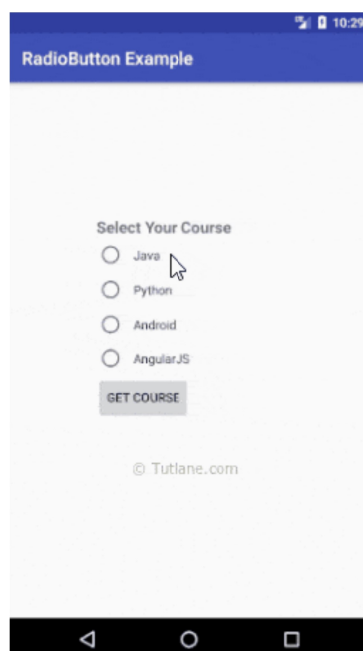 10:29
RadioButton Example
Select Your Course
Java
Python
Android
AngularJS
GET COURSE
© Tutlane.com